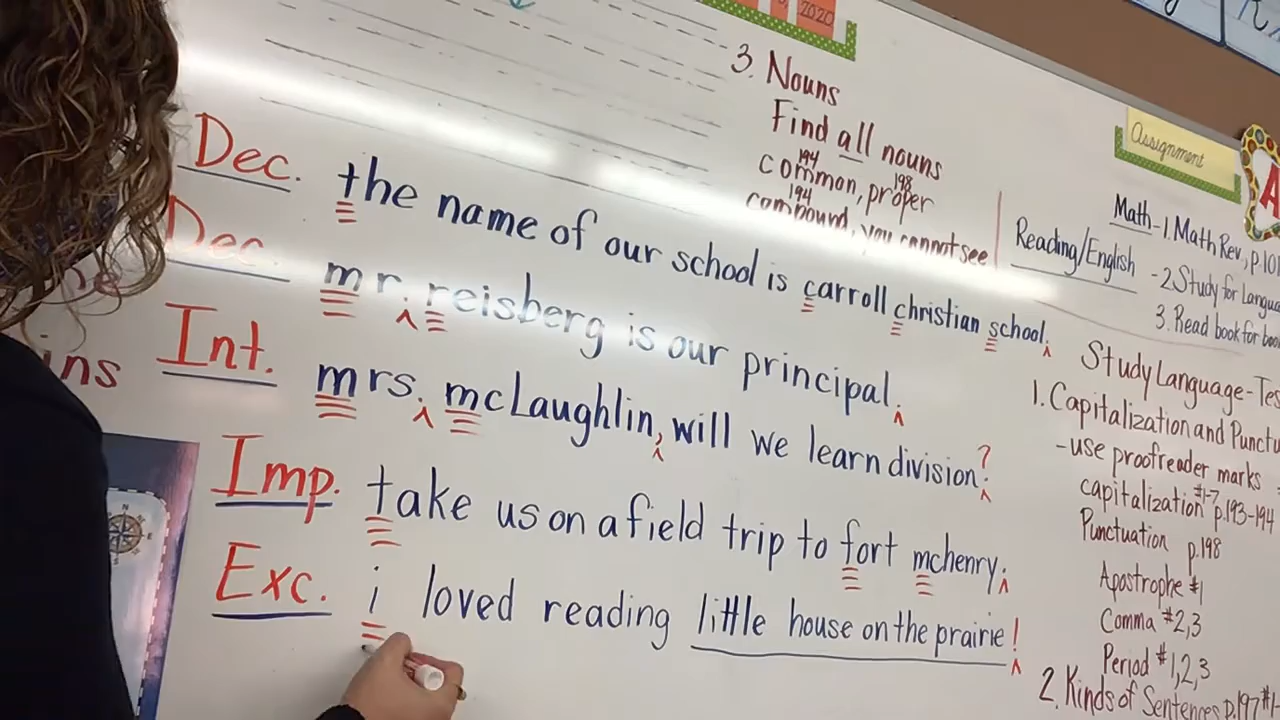 2020
3. Nouns
Find all nouns
194 198
common, proper
194
compound, you cannot see
Assignment
A
Math-1. Math Rev, p.
-2. Study for
3. Read book for
Reading/English
Study Language-
1. Capitalization and
-use proofreader marks
#1-7
capitalization p.193-194
Punctuation p.198
Apostrophe #1
Comma #2,3
Period #1,2,3
2. Kinds of Sentences p.197
Dec. the name of our school is carroll christian school.
Dec. mr. reisberg is our principal.
Int. mrs. mcLaughlin, will we learn division?
Imp. take us on a field trip to fort mchenry.
Exc. i loved reading little house on the prairie!